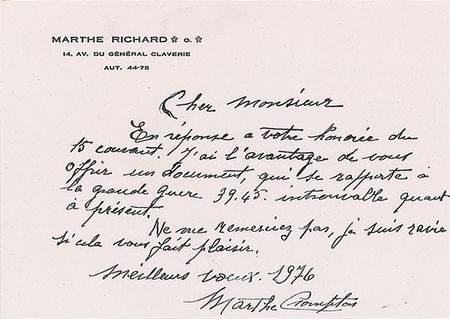 MARTHE RICHARD * O. *
14, AV. DU GÉNÉRAL CLAVERIE
AUT. 44-75
Cher Monsieur
En réponse a votre honorée du
15 courant. J'ai l'avantage de vous
offrir un document, qui se rapporte à
la grande guere 39.45 introuvable quant
à présent.
Ne me remerciez pas, je suis ravie
si cela vous fait plaisir.
Meilleurs voeux. 1976
Marthe